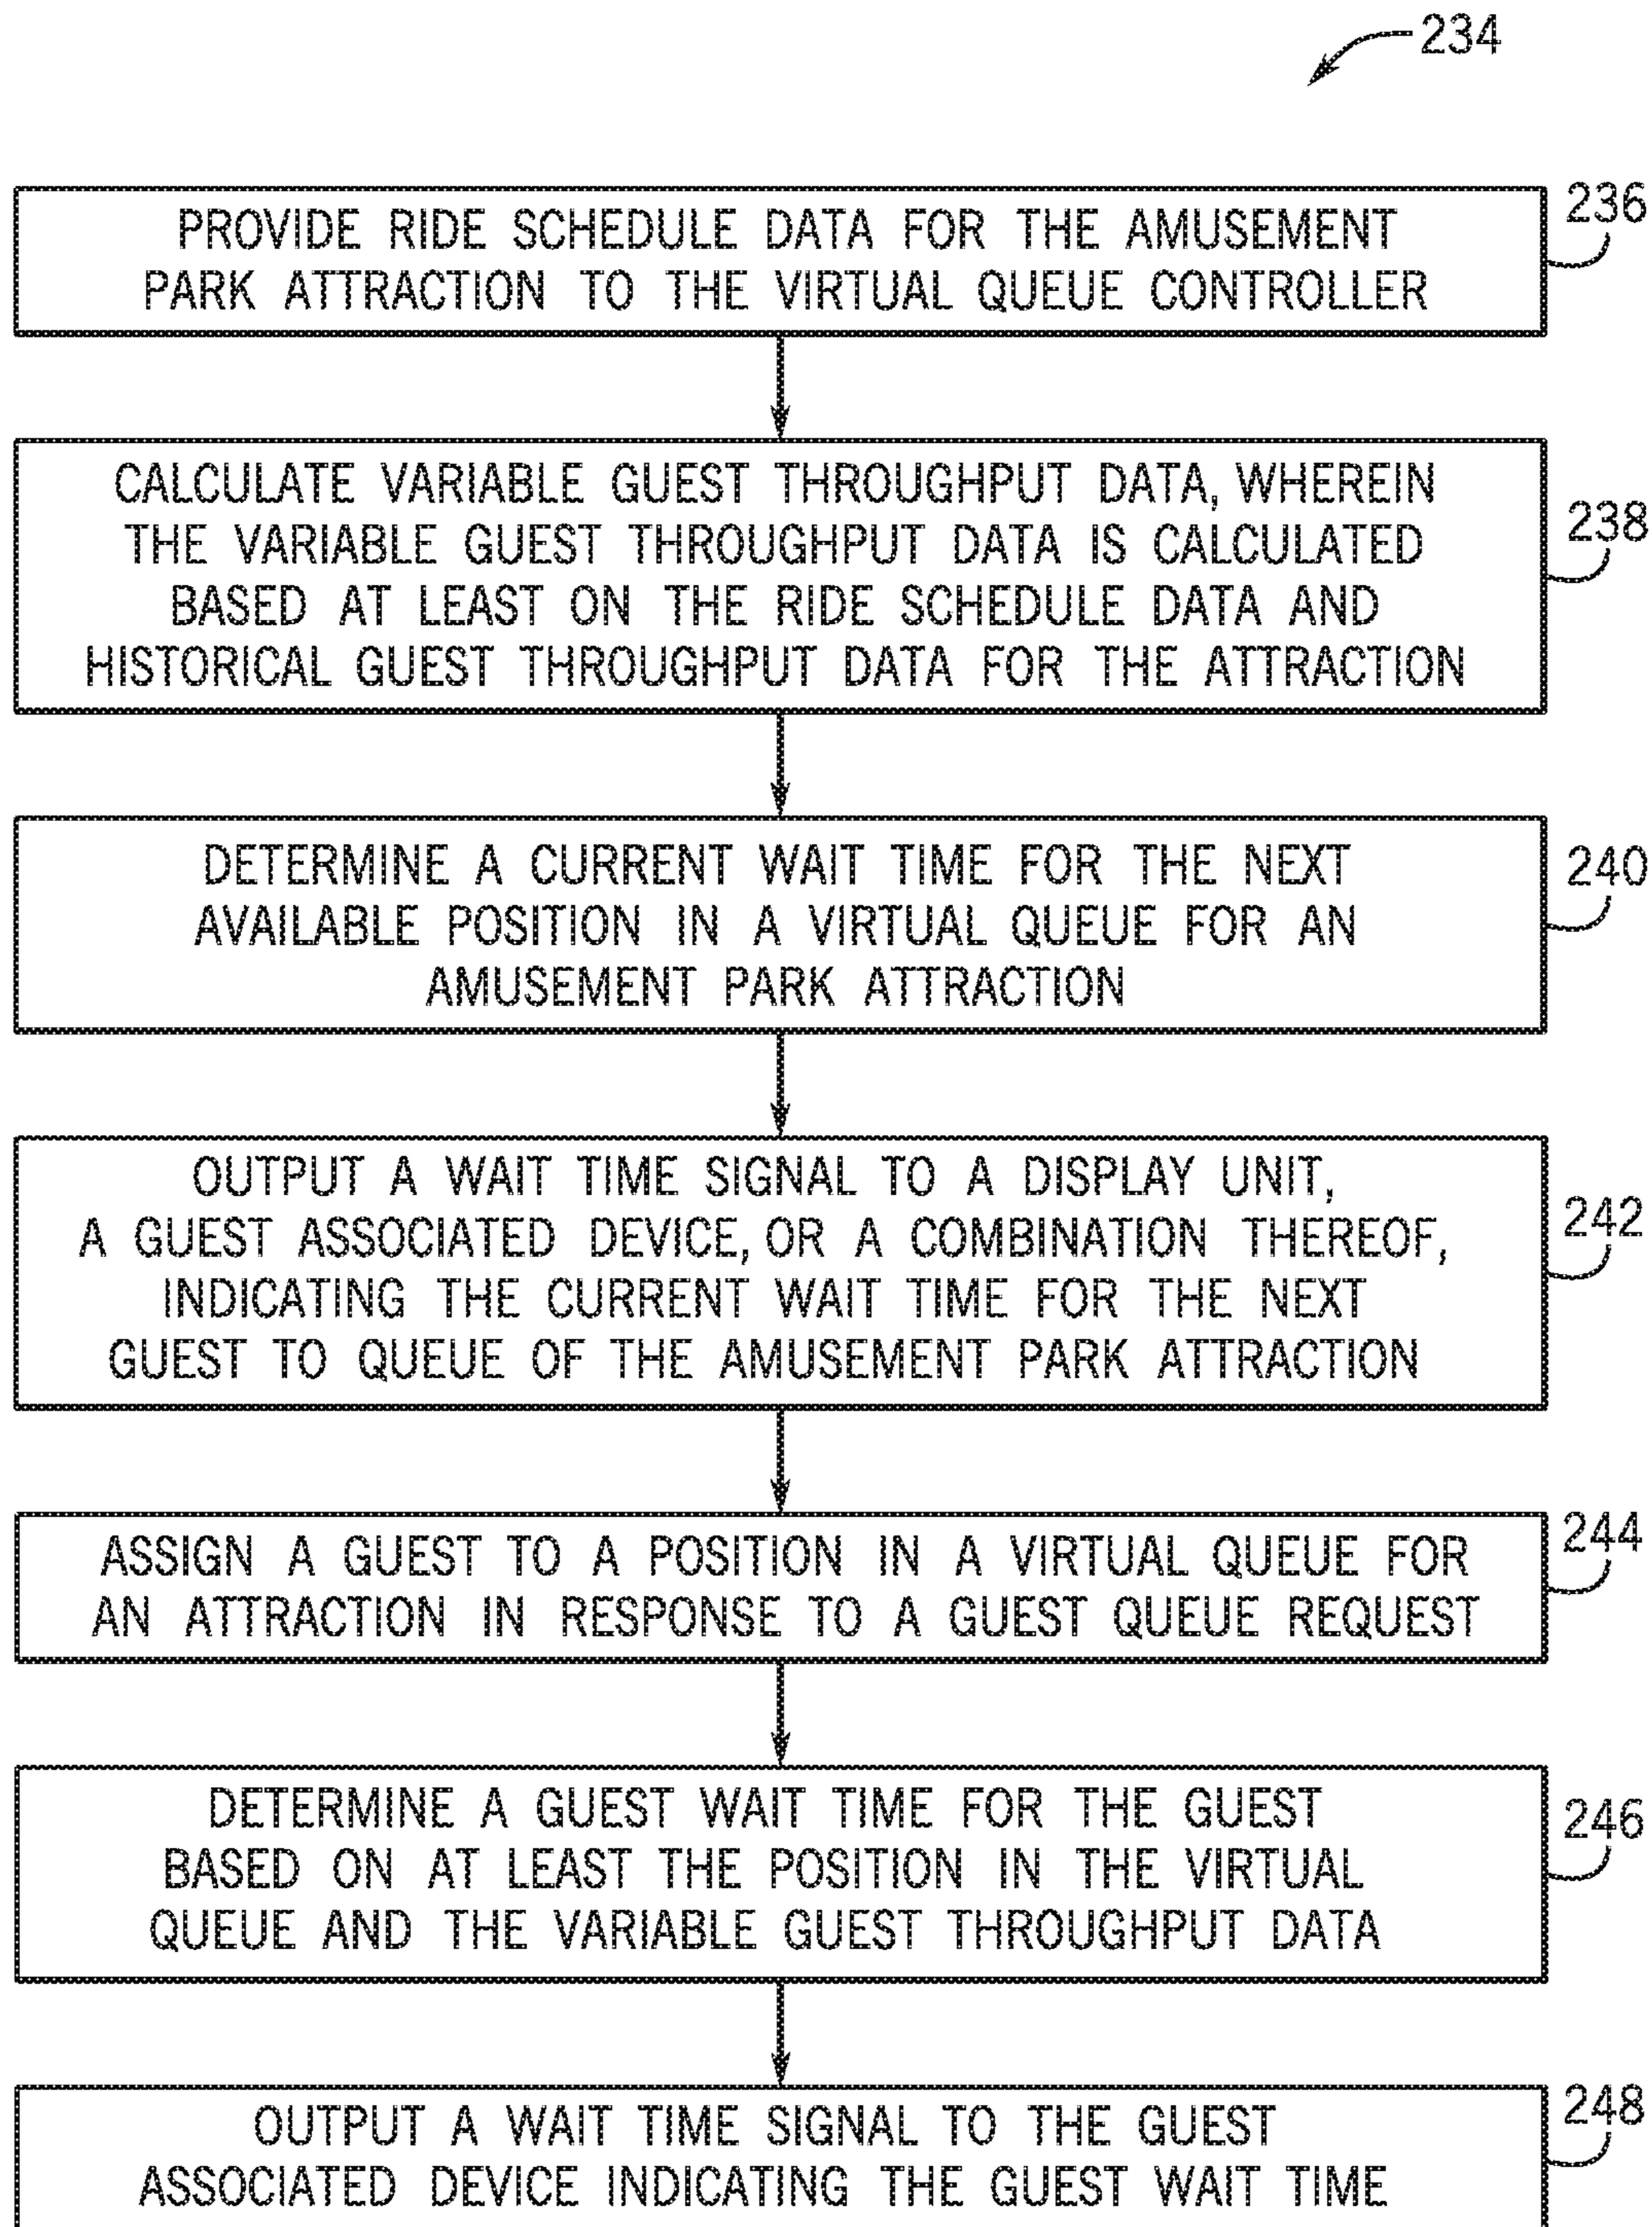 234
236
PROVIDE RIDE SCHEDULE DATA FOR THE AMUSEMENT
PARK ATTRACTION TO THE VIRTUAL QUEUE CONTROLLER
238
CALCULATE VARIABLE GUEST THROUGHPUT DATA, WHEREIN
THE VARIABLE GUEST THROUGHPUT DATA IS CALCULATED
BASED AT LEAST ON THE RIDE SCHEDULE DATA AND
HISTORICAL GUEST THROUGHPUT DATA FOR THE ATTRACTION
240
DETERMINE A CURRENT WAIT TIME FOR THE NEXT
AVAILABLE POSITION IN A VIRTUAL QUEUE FOR AN
AMUSEMENT PARK ATTRACTION
242
OUTPUT A WAIT TIME SIGNAL TO A DISPLAY UNIT,
A GUEST ASSOCIATED DEVICE, OR A COMBINATION THEREOF,
INDICATING THE CURRENT WAIT TIME FOR THE NEXT
GUEST TO QUEUE OF THE AMUSEMENT PARK ATTRACTION
244
ASSIGN A GUEST TO A POSITION IN A VIRTUAL QUEUE FOR
AN ATTRACTION IN RESPONSE TO A GUEST QUEUE REQUEST
246
DETERMINE A GUEST WAIT TIME FOR THE GUEST
BASED ON AT LEAST THE POSITION IN THE VIRTUAL
QUEUE AND THE VARIABLE GUEST THROUGHPUT DATA
248
OUTPUT A WAIT TIME SIGNAL TO THE GUEST
ASSOCIATED DEVICE INDICATING THE GUEST WAIT TIME